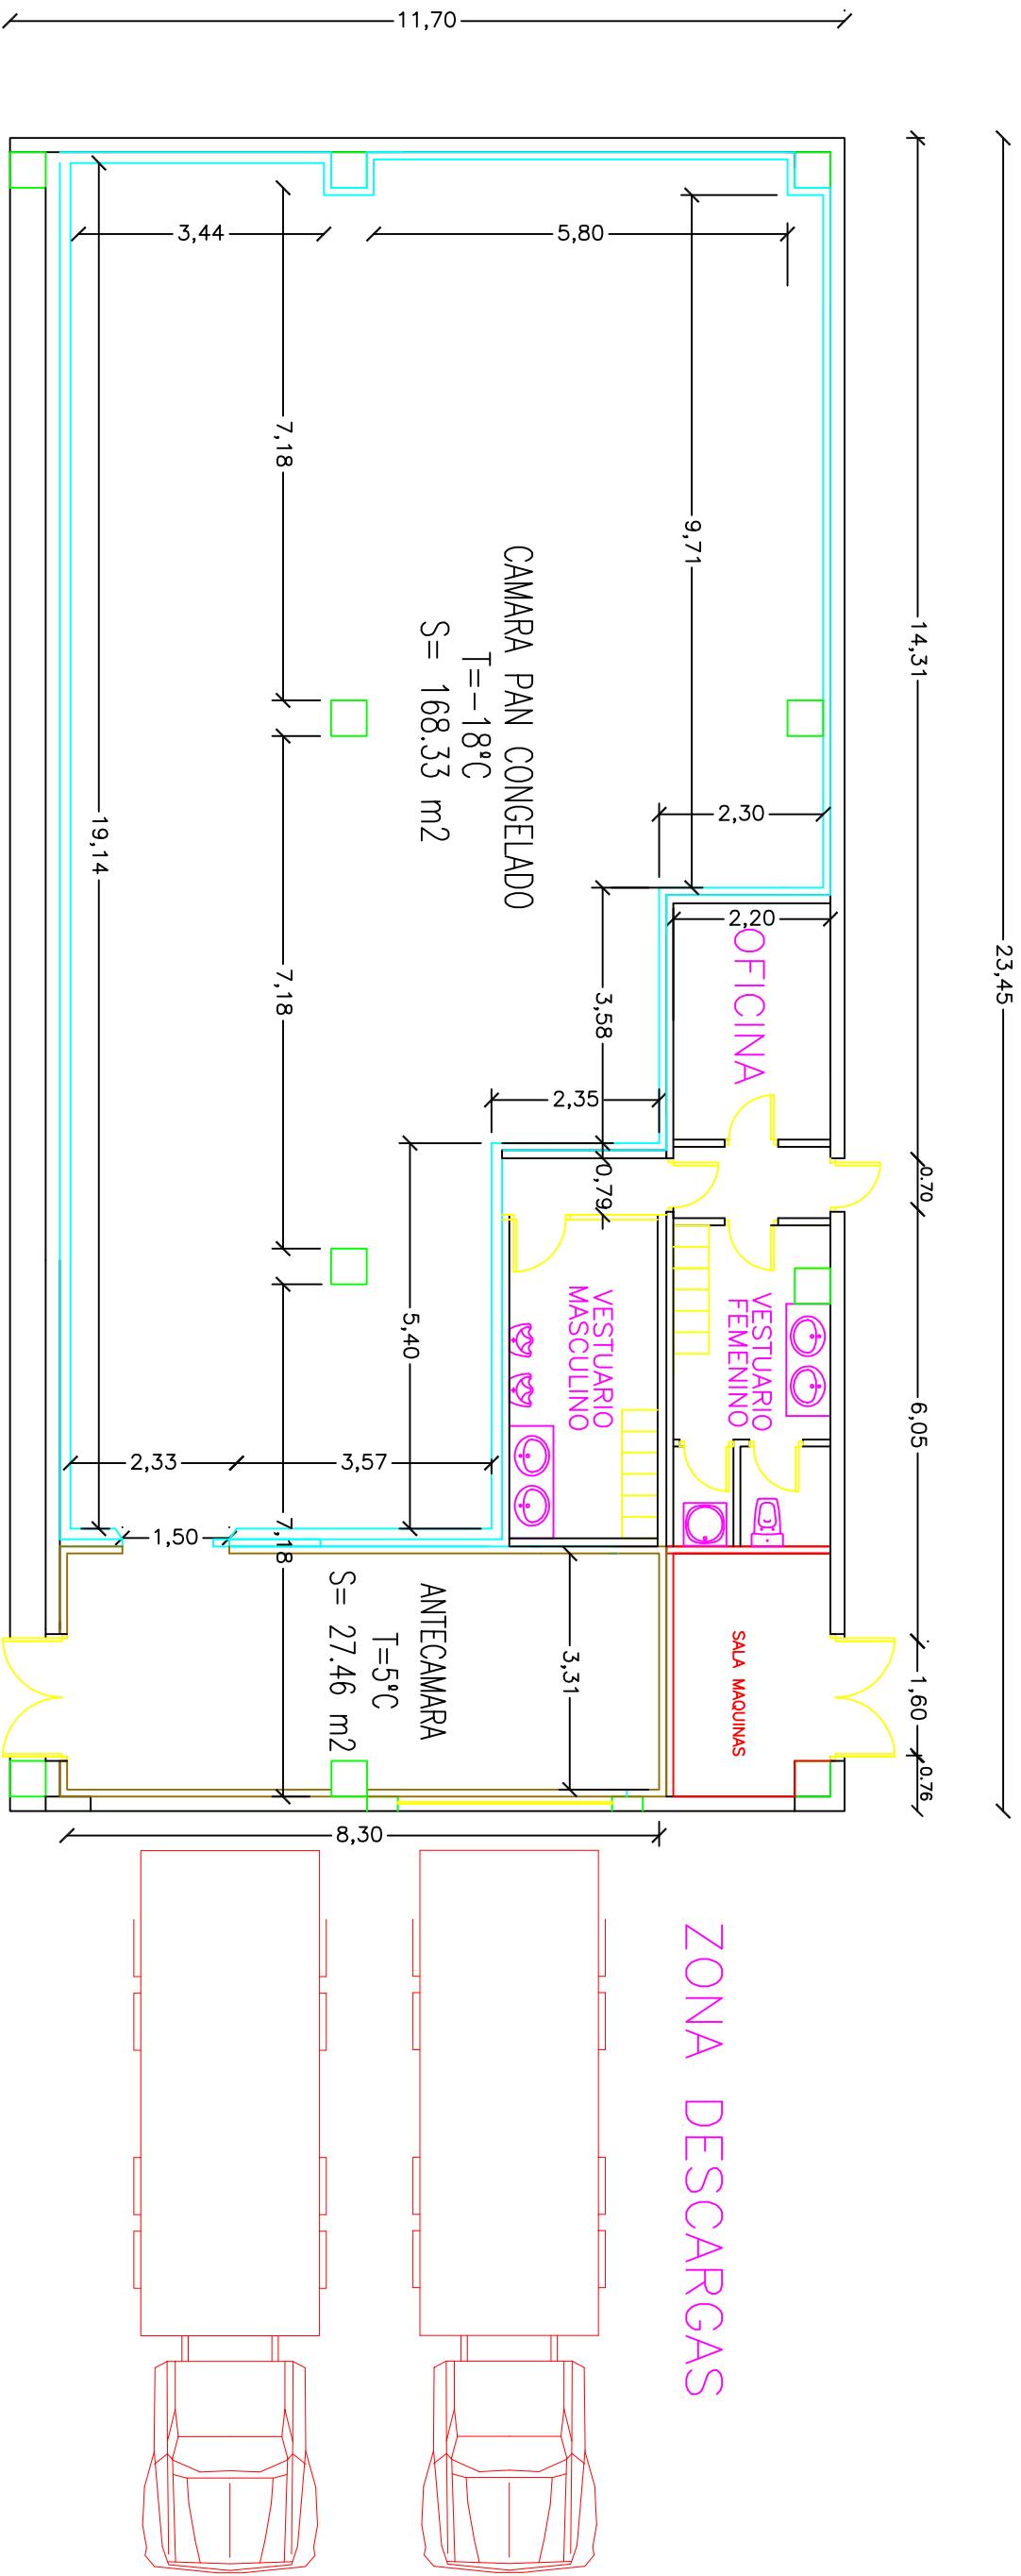 11,70
23,45
14,31
0.70
6,05
1,60
0.76
3,44
5,80
9,71
7,18
7,18
7,18
19,14
2,30
2,20
3,58
2,35
0,79
5,40
2,33
3,57
1,50
3,31
8,30
CAMARA PAN CONGELADO
T=-18ºC
S= 168.33 m2
OFICINA
VESTUARIO
FEMENINO
VESTUARIO
MASCULINO
SALA MAQUINAS
ANTECAMARA
T=5ºC
S= 27.46 m2
ZONA DESCARGAS